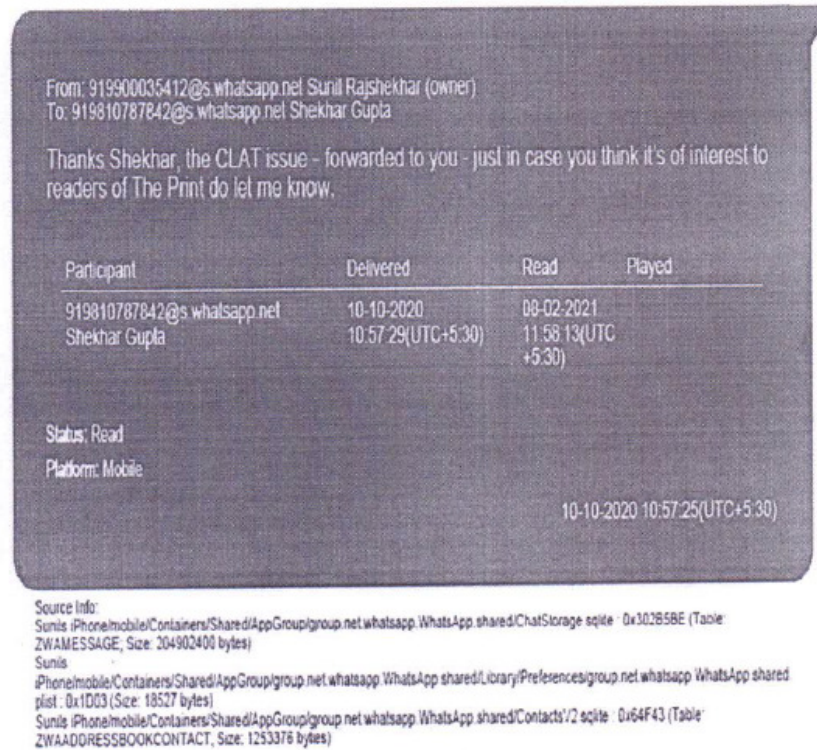 From: 919900035412@s.whatsapp.net Sunil Rajshekhar (owner)
To: 919810787842@s.whatsapp.net Shekhar Gupta
Thanks Shekhar, the CLAT issue - forwarded to you - just in case you think it's of interest to
readers of The Print do let me know.
Participant Delivered Read Played
919810787842@s.whatsapp.net 10-10-2020 08-02-2021
Shekhar Gupta 10:57:29(UTC+5:30) 11:58:13(UTC
+5:30)
Status: Read
Platform: Mobile
10-10-2020 10:57:25(UTC+5:30)
Source Info:
Sunils iPhone/mobile/Containers/Shared/AppGroup/group.net.whatsapp.WhatsApp.shared/ChatStorage.sqlite : 0x302B5BE (Table:
ZWAMESSAGE, Size: 204902400 bytes)
Sunils
iPhone/mobile/Containers/Shared/AppGroup/group.net.whatsapp.WhatsApp.shared/Library/Preferences/group.net.whatsapp.WhatsApp.shared.
plist : 0x1D03 (Size: 18527 bytes)
Sunils iPhone/mobile/Containers/Shared/AppGroup/group.net.whatsapp.WhatsApp.shared/ContactsV2.sqlite : 0x64F43 (Table:
ZWAADDRESSBOOKCONTACT, Size: 1253376 bytes)